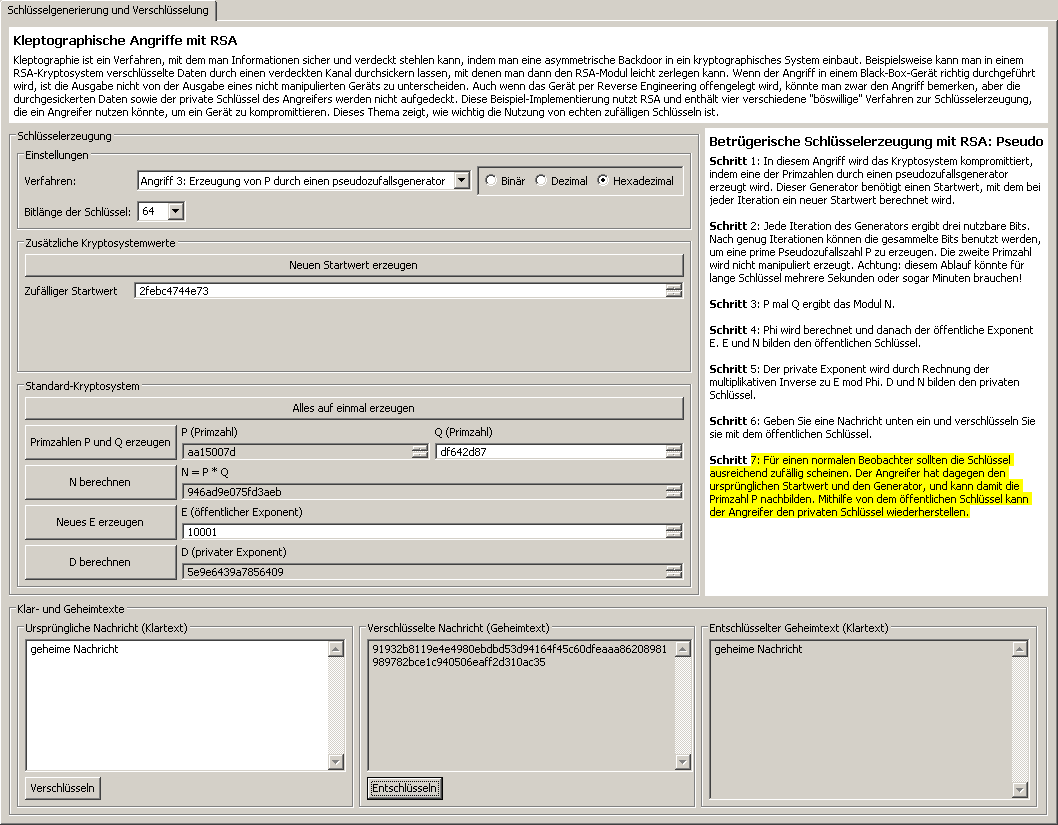 Schlüsselgenerierung und Verschlüsselung
Kleptographische Angriffe mit RSA
Kleptographie ist ein Verfahren, mit dem man Informationen sicher und verdeckt stehlen kann, indem man eine asymmetrische Backdoor in ein kryptographisches System einbaut. Beispielsweise kann man in einem
RSA-Kryptosystem verschlüsselte Daten durch einen verdeckten Kanal durchsickern lassen, mit denen man dann den RSA-Modul leicht zerlegen kann. Wenn der Angriff in einem Black-Box-Gerät richtig durchgeführt
wird, ist die Ausgabe nicht von der Ausgabe eines nicht manipulierten Geräts zu unterscheiden. Auch wenn das Gerät per Reverse Engineering offengelegt wird, könnte man zwar den Angriff bemerken, aber die
durchgesickerten Daten sowie der private Schlüssel des Angreifers werden nicht aufgedeckt. Diese Beispiel-Implementierung nutzt RSA und enthält vier verschiedene "böswillige" Verfahren zur Schlüsselerzeugung,
die ein Angreifer nutzen könnte, um ein Gerät zu kompromittieren. Dieses Thema zeigt, wie wichtig die Nutzung von echten zufälligen Schlüsseln ist.
Schlüsselerzeugung
Einstellungen
Verfahren:
Angriff 3: Erzeugung von P durch einen pseudozufallsgenerator
Binär
Dezimal
Hexadezimal
Bitlänge der Schlüssel:
64
Zusätzliche Kryptosystemwerte
Neuen Startwert erzeugen
Zufälliger Startwert
2febc4744e73
Standard-Kryptosystem
Alles auf einmal erzeugen
Primzahlen P und Q erzeugen
P (Primzahl)
aa15007d
Q (Primzahl)
df642d87
N berechnen
N = P * Q
946ad9e075fd3aeb
Neues E erzeugen
E (öffentlicher Exponent)
10001
D berechnen
D (privater Exponent)
5e9e6439a7856409
Betrügerische Schlüsselerzeugung mit RSA: Pseudo
Schritt 1: In diesem Angriff wird das Kryptosystem kompromittiert,
indem eine der Primzahlen durch einen pseudozufallsgenerator
erzeugt wird. Dieser Generator benötigt einen Startwert, mit dem bei
jeder Iteration ein neuer Startwert berechnet wird.
Schritt 2: Jede Iteration des Generators ergibt drei nutzbare Bits.
Nach genug Iterationen können die gesammelte Bits benutzt werden,
um eine prime Pseudozufallszahl P zu erzeugen. Die zweite Primzahl
wird nicht manipuliert erzeugt. Achtung: diesem Ablauf könnte für
lange Schlüssel mehrere Sekunden oder sogar Minuten brauchen!
Schritt 3: P mal Q ergibt das Modul N.
Schritt 4: Phi wird berechnet und danach der öffentliche Exponent
E. E und N bilden den öffentlichen Schlüssel.
Schritt 5: Der private Exponent wird durch Rechnung der
multiplikativen Inverse zu E mod Phi. D und N bilden den privaten
Schlüssel.
Schritt 6: Geben Sie eine Nachricht unten ein und verschlüsseln Sie
sie mit dem öffentlichen Schlüssel.
Schritt 7: Für einen normalen Beobachter sollten die Schlüssel
ausreichend zufällig scheinen. Der Angreifer hat dagegen den
ursprünglichen Startwert und den Generator, und kann damit die
Primzahl P nachbilden. Mithilfe von dem öffentlichen Schlüssel kann
der Angreifer den privaten Schlüssel wiederherstellen.
Klar- und Geheimtexte
Ursprüngliche Nachricht (Klartext)
geheime Nachricht
Verschlüsseln
Verschlüsselte Nachricht (Geheimtext)
91932b8119e4e4980ebdbd53d94164f45c60dfeaaa86208981
989782bce1c940506eaff2d310ac35
Entschlüsseln
Entschlüsselter Geheimtext (Klartext)
geheime Nachricht